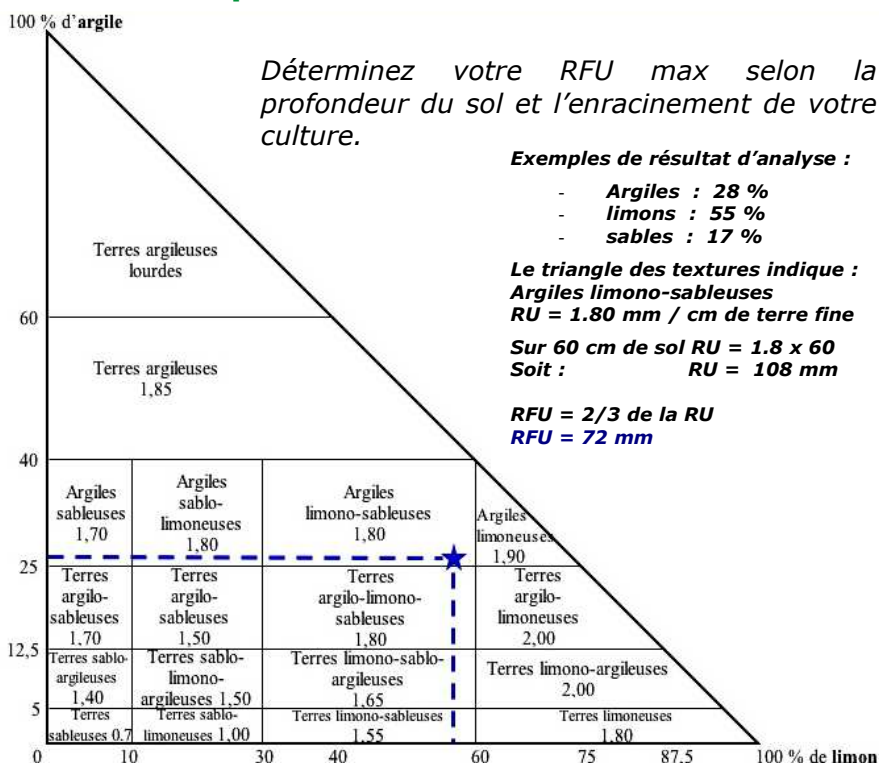 100 % d'argile
Déterminez votre RFU max selon la
profondeur du sol et l'enracinement de votre
culture.
Exemples de résultat d'analyse :
- Argiles : 28 %
- limons : 55 %
- sables : 17 %
Le triangle des textures indique :
Argiles limono-sableuses
RU = 1.80 mm / cm de terre fine
Sur 60 cm de sol RU = 1.8 x 60
Soit : RU = 108 mm
RFU = 2/3 de la RU
RFU = 72 mm
Terres argileuses
lourdes
60
Terres argileuses
1,85
40
Argiles
sableuses
1,70
Argiles
sablo-
limoneuses
1,80
Argiles
limono-sableuses
1,80
Argiles
limoneuses
1,90
25
Terres
argilo-
sableuses
1,70
Terres
argilo-
sableuses
1,50
Terres
argilo-limono-
sableuses
1,80
Terres
argilo-
limoneuses
2,00
12,5
Terres sablo-
argileuses
1,40
Terres sablo-
limono-
argileuses 1,50
Terres limono-sablo-
argileuses
1,65
Terres limono-argileuses
2,00
5
Terres
sableuses 0.7
Terres sablo-
limoneuses 1,00
Terres limono-sableuses
1,55
Terres limoneuses
1,80
0 10 30 40 60 75 87.5 100 % de limon